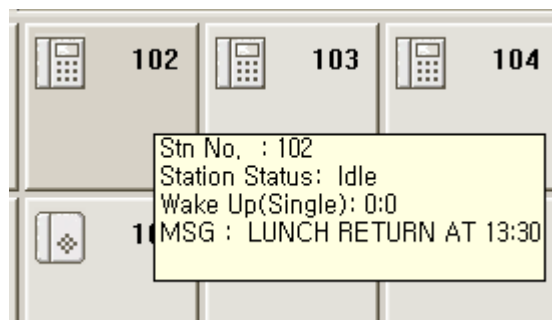 102
103
104
Stn No. : 102
Station Status: Idle
Wake Up(Single): 0:0
MSG : LUNCH RETURN AT 13:30